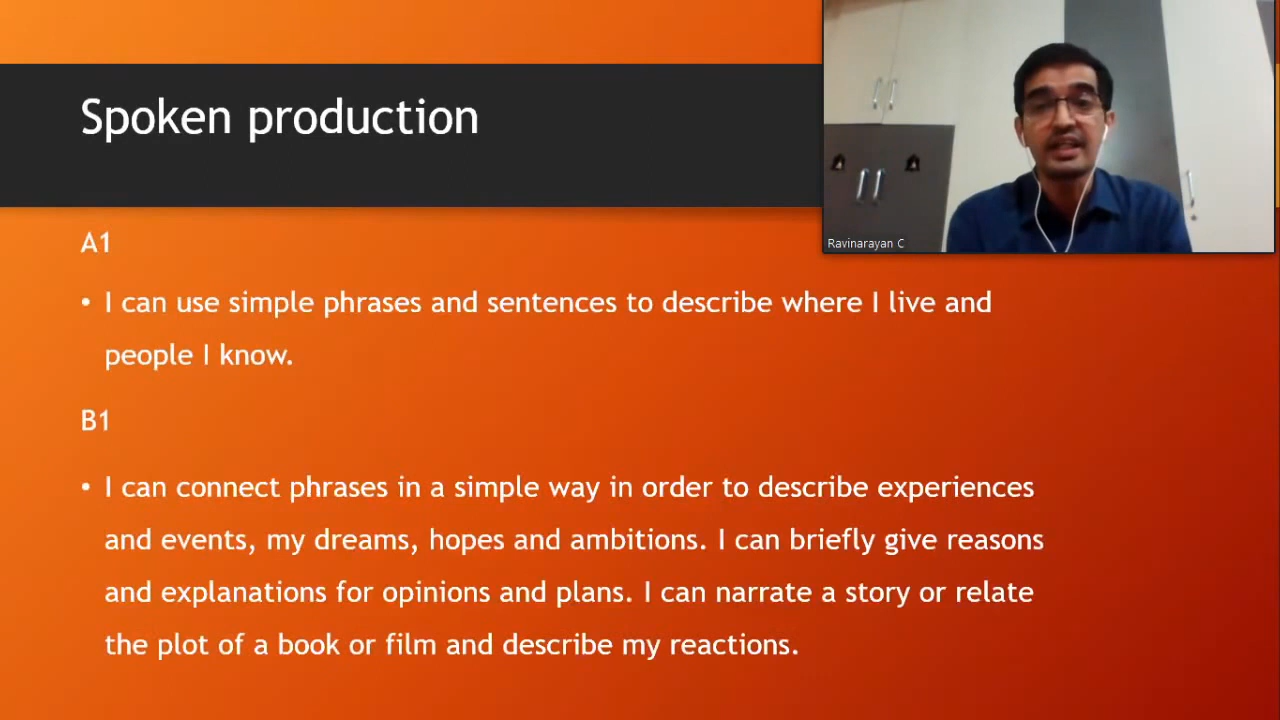 Spoken production
Ravinarayan C
A1
• I can use simple phrases and sentences to describe where I live and
people I know.
B1
• I can connect phrases in a simple way in order to describe experiences
and events, my dreams, hopes and ambitions. I can briefly give reasons
and explanations for opinions and plans. I can narrate a story or relate
the plot of a book or film and describe my reactions.